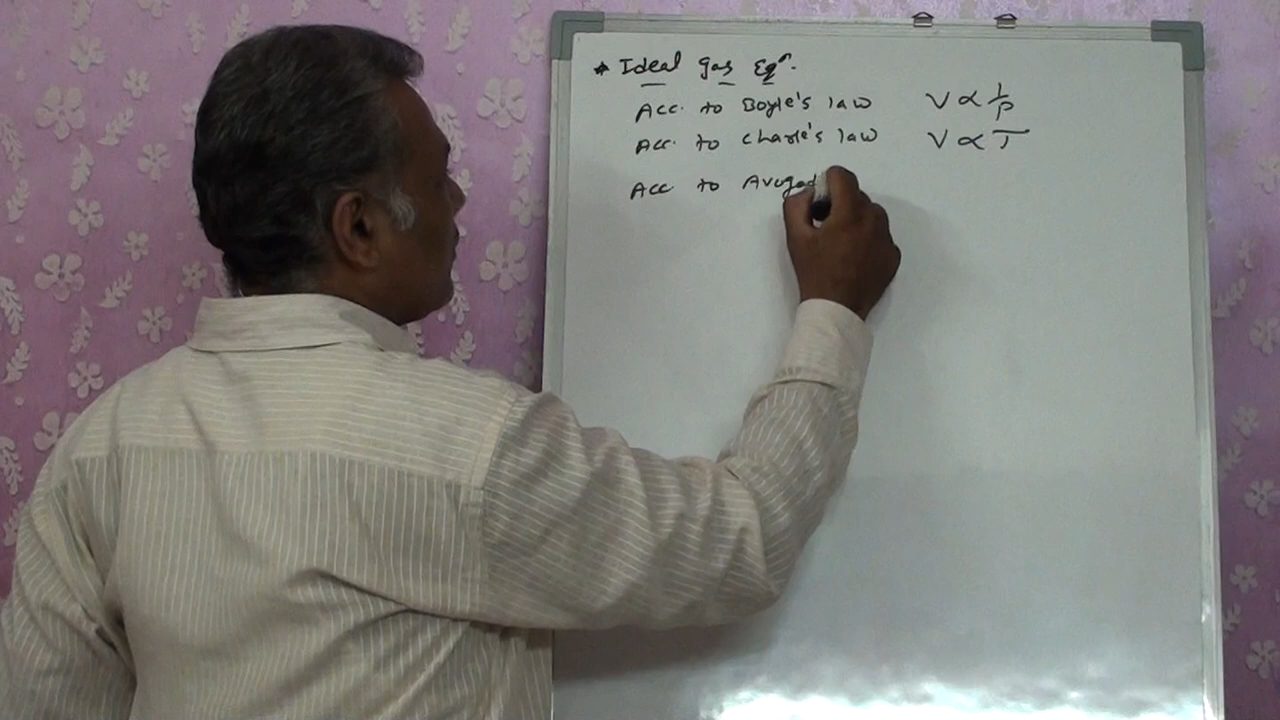 * Ideal gas Eqⁿ.
Acc. to Boyle's law V ∝ 1/P
Acc. to Charle's law V ∝ T
Acc to Avogad